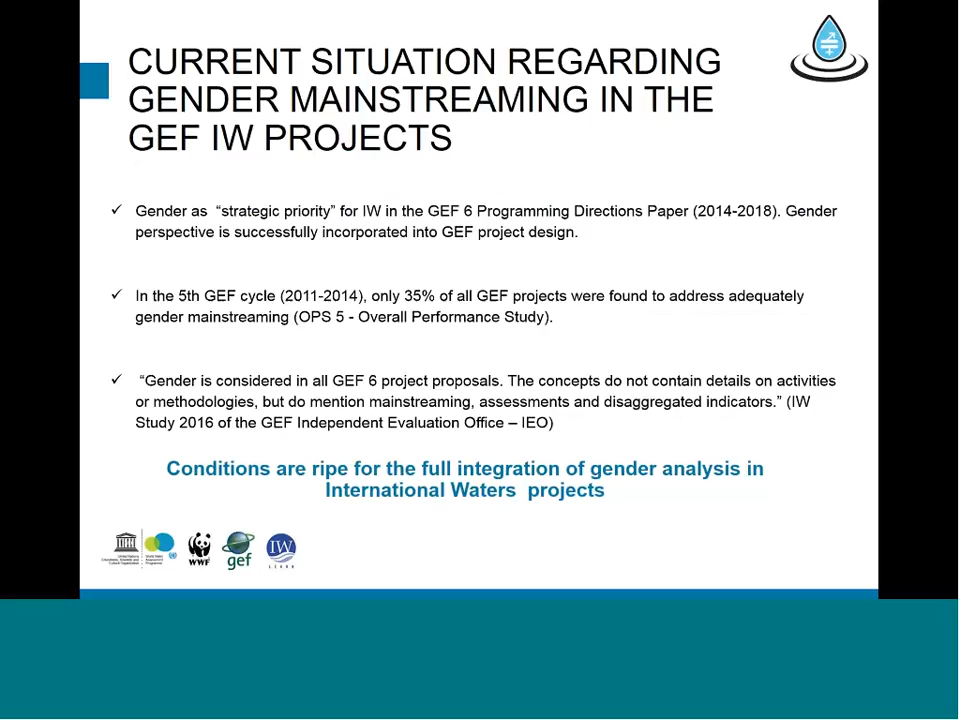 CURRENT SITUATION REGARDING
GENDER MAINSTREAMING IN THE
GEF IW PROJECTS
✓ Gender as “strategic priority” for IW in the GEF 6 Programming Directions Paper (2014-2018). Gender
perspective is successfully incorporated into GEF project design.
✓ In the 5th GEF cycle (2011-2014), only 35% of all GEF projects were found to address adequately
gender mainstreaming (OPS 5 - Overall Performance Study).
✓ “Gender is considered in all GEF 6 project proposals. The concepts do not contain details on activities
or methodologies, but do mention mainstreaming, assessments and disaggregated indicators.” (IW
Study 2016 of the GEF Independent Evaluation Office – IEO)
Conditions are ripe for the full integration of gender analysis in
International Waters projects
WWF
gef
IW
LEARN